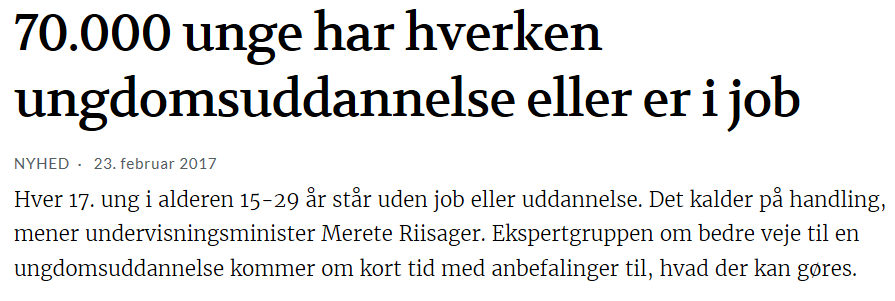 70.000 unge har hverken
ungdomsuddannelse eller er i job
NYHED · 23. februar 2017
Hver 17. ung i alderen 15-29 år står uden job eller uddannelse. Det kalder på handling,
mener undervisningsminister Merete Riisager. Ekspertgruppen om bedre veje til en
ungdomsuddannelse kommer om kort tid med anbefalinger til, hvad der kan gøres.